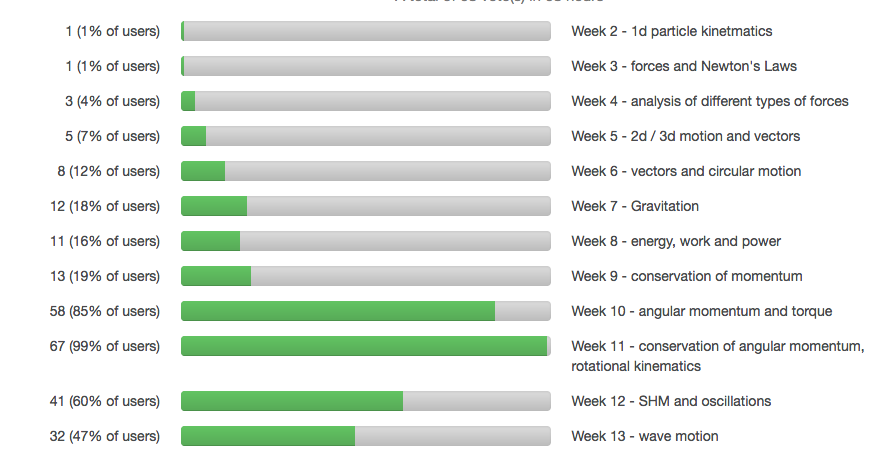 1 (1% of users) Week 2 - 1d particle kinetmatics
1 (1% of users) Week 3 - forces and Newton's Laws
3 (4% of users) Week 4 - analysis of different types of forces
5 (7% of users) Week 5 - 2d / 3d motion and vectors
8 (12% of users) Week 6 - vectors and circular motion
12 (18% of users) Week 7 - Gravitation
11 (16% of users) Week 8 - energy, work and power
13 (19% of users) Week 9 - conservation of momentum
58 (85% of users) Week 10 - angular momentum and torque
67 (99% of users) Week 11 - conservation of angular momentum,
rotational kinematics
41 (60% of users) Week 12 - SHM and oscillations
32 (47% of users) Week 13 - wave motion